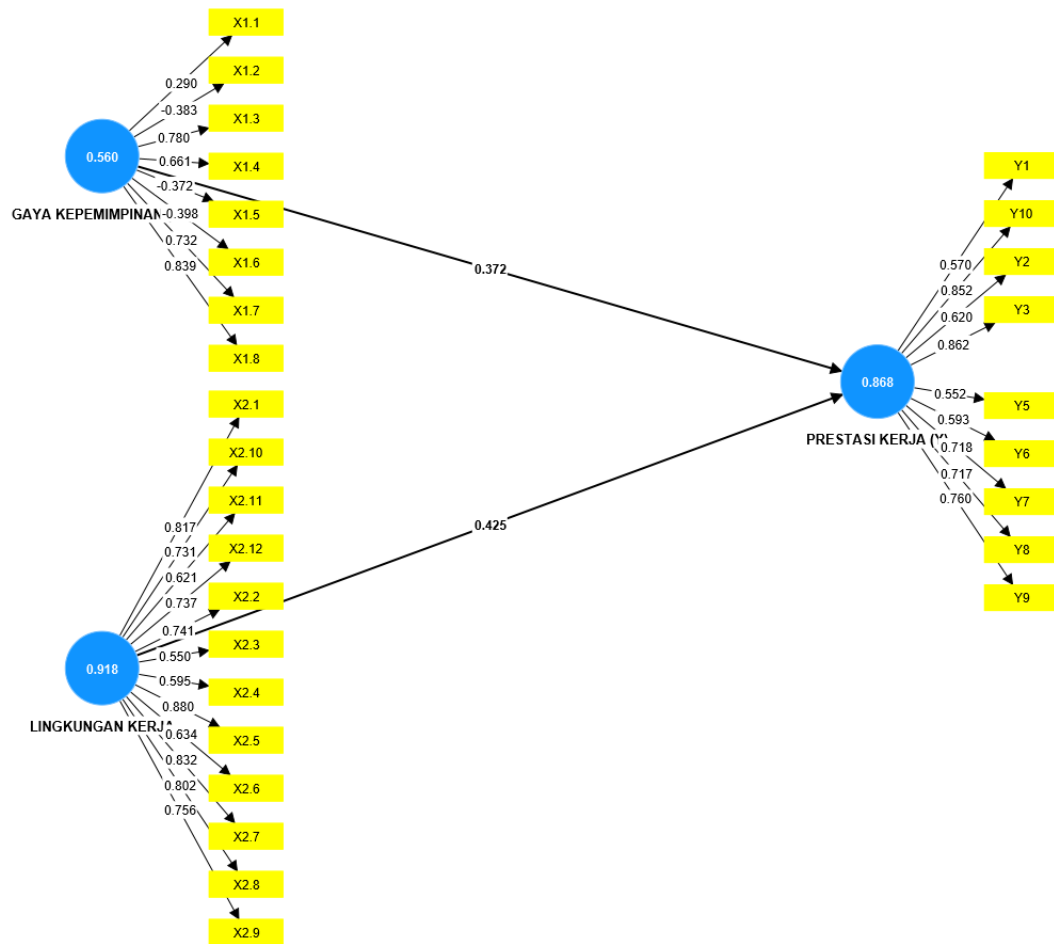 X1.1
X1.2
X1.3
X1.4
X1.5
X1.6
X1.7
X1.8
0.290
-0.383
0.780
0.661
-0.372
-0.398
0.732
0.839
0.560
GAYA KEPEMIMPINAN
0.372
X2.1
X2.10
X2.11
X2.12
X2.2
X2.3
X2.4
X2.5
X2.6
X2.7
X2.8
X2.9
0.817
0.731
0.621
0.737
0.741
0.550
0.595
0.880
0.634
0.832
0.802
0.756
0.918
LINGKUNGAN KERJA
0.425
Y1
Y10
Y2
Y3
Y5
Y6
Y7
Y8
Y9
0.570
0.852
0.620
0.862
0.552
0.593
0.718
0.717
0.760
0.868
PRESTASI KERJA (Y)